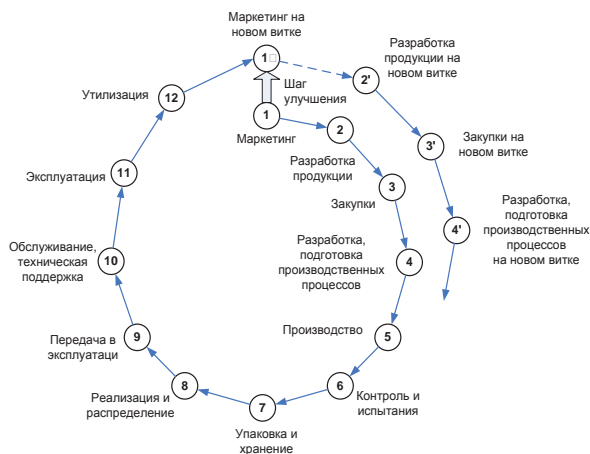 Маркетинг на
новом витке
1□
Шаг
улучшения
1
Маркетинг
2
Разработка
продукции
3
Закупки
4
Разработка,
подготовка
производственных
процессов
5
Производство
6
Контроль и
испытания
7
Упаковка и
хранение
8
Реализация и
распределение
9
Передача в
эксплуатаци
10
Обслуживание,
техническая
поддержка
11
Эксплуатация
12
Утилизация
2'
Разработка
продукции на
новом витке
3'
Закупки на
новом витке
4'
Разработка,
подготовка
производственных
процессов
на новом витке